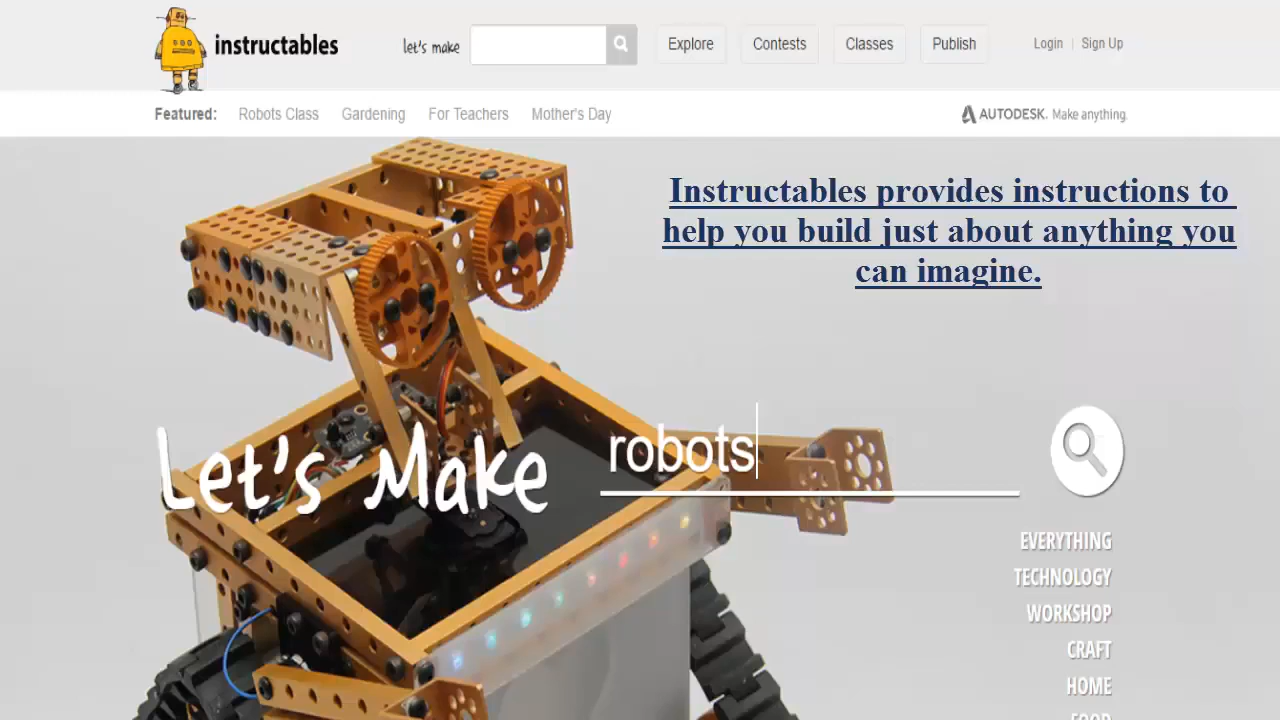 instructables
let's make
Explore
Contests
Classes
Publish
Login | Sign Up
Featured:
Robots Class
Gardening
For Teachers
Mother's Day
AUTODESK. Make anything.
Instructables provides instructions to
help you build just about anything you
can imagine.
Let's Make
robots
EVERYTHING
TECHNOLOGY
WORKSHOP
CRAFT
HOME
FOOD